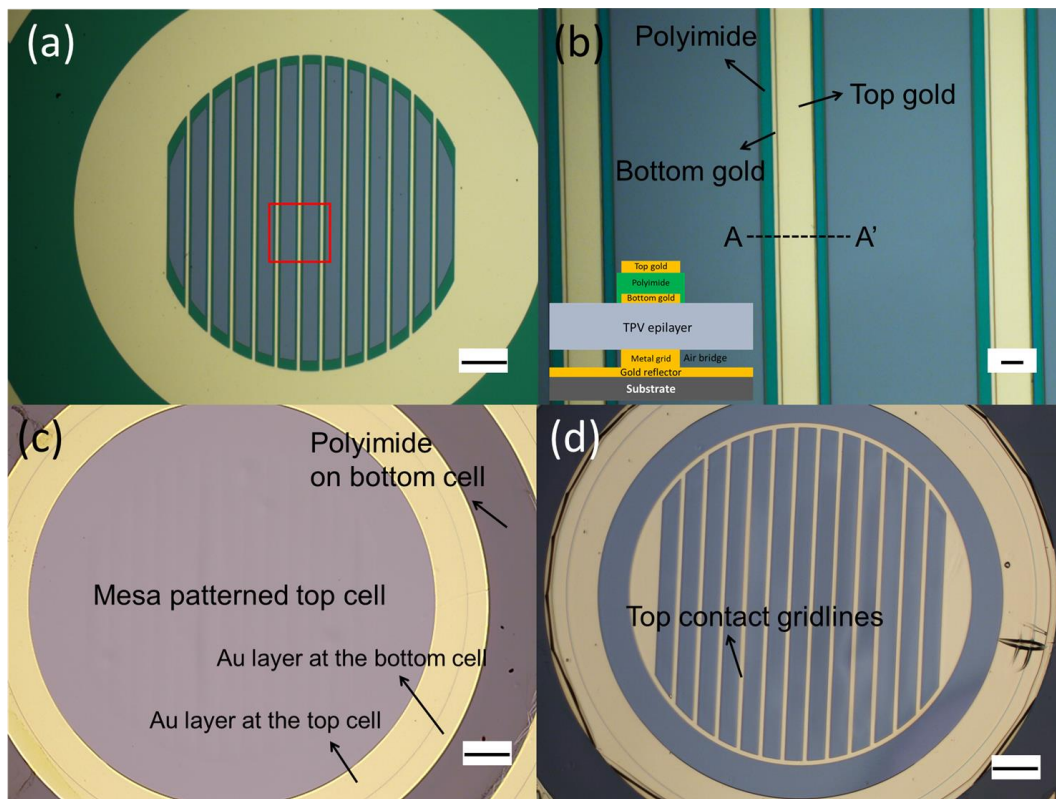 (a)
(b)
Polyimide
Top gold
Bottom gold
A
A'
Top gold
Polyimide
Bottom gold
TPV epilayer
Metal grid
Air bridge
Gold reflector
Substrate
(c)
Polyimide
on bottom cell
Mesa patterned top cell
Au layer at the bottom cell
Au layer at the top cell
(d)
Top contact gridlines